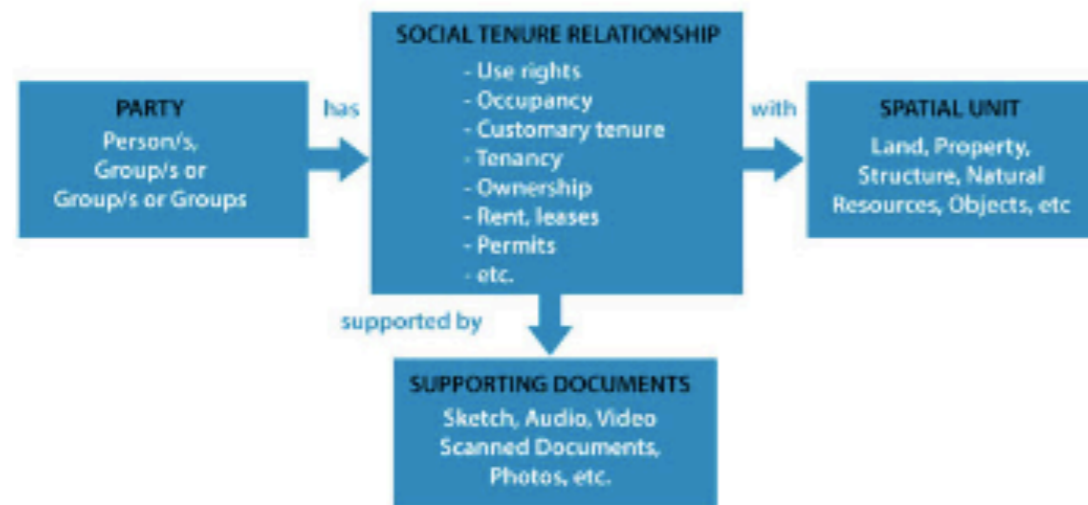 PARTY
Person/s,
Group/s or
Group/s or Groups
has
SOCIAL TENURE RELATIONSHIP
- Use rights
- Occupancy
- Customary tenure
- Tenancy
- Ownership
- Rent, leases
- Permits
- etc.
with
SPATIAL UNIT
Land, Property,
Structure, Natural
Resources, Objects, etc
supported by
SUPPORTING DOCUMENTS
Sketch, Audio, Video
Scanned Documents,
Photos, etc.